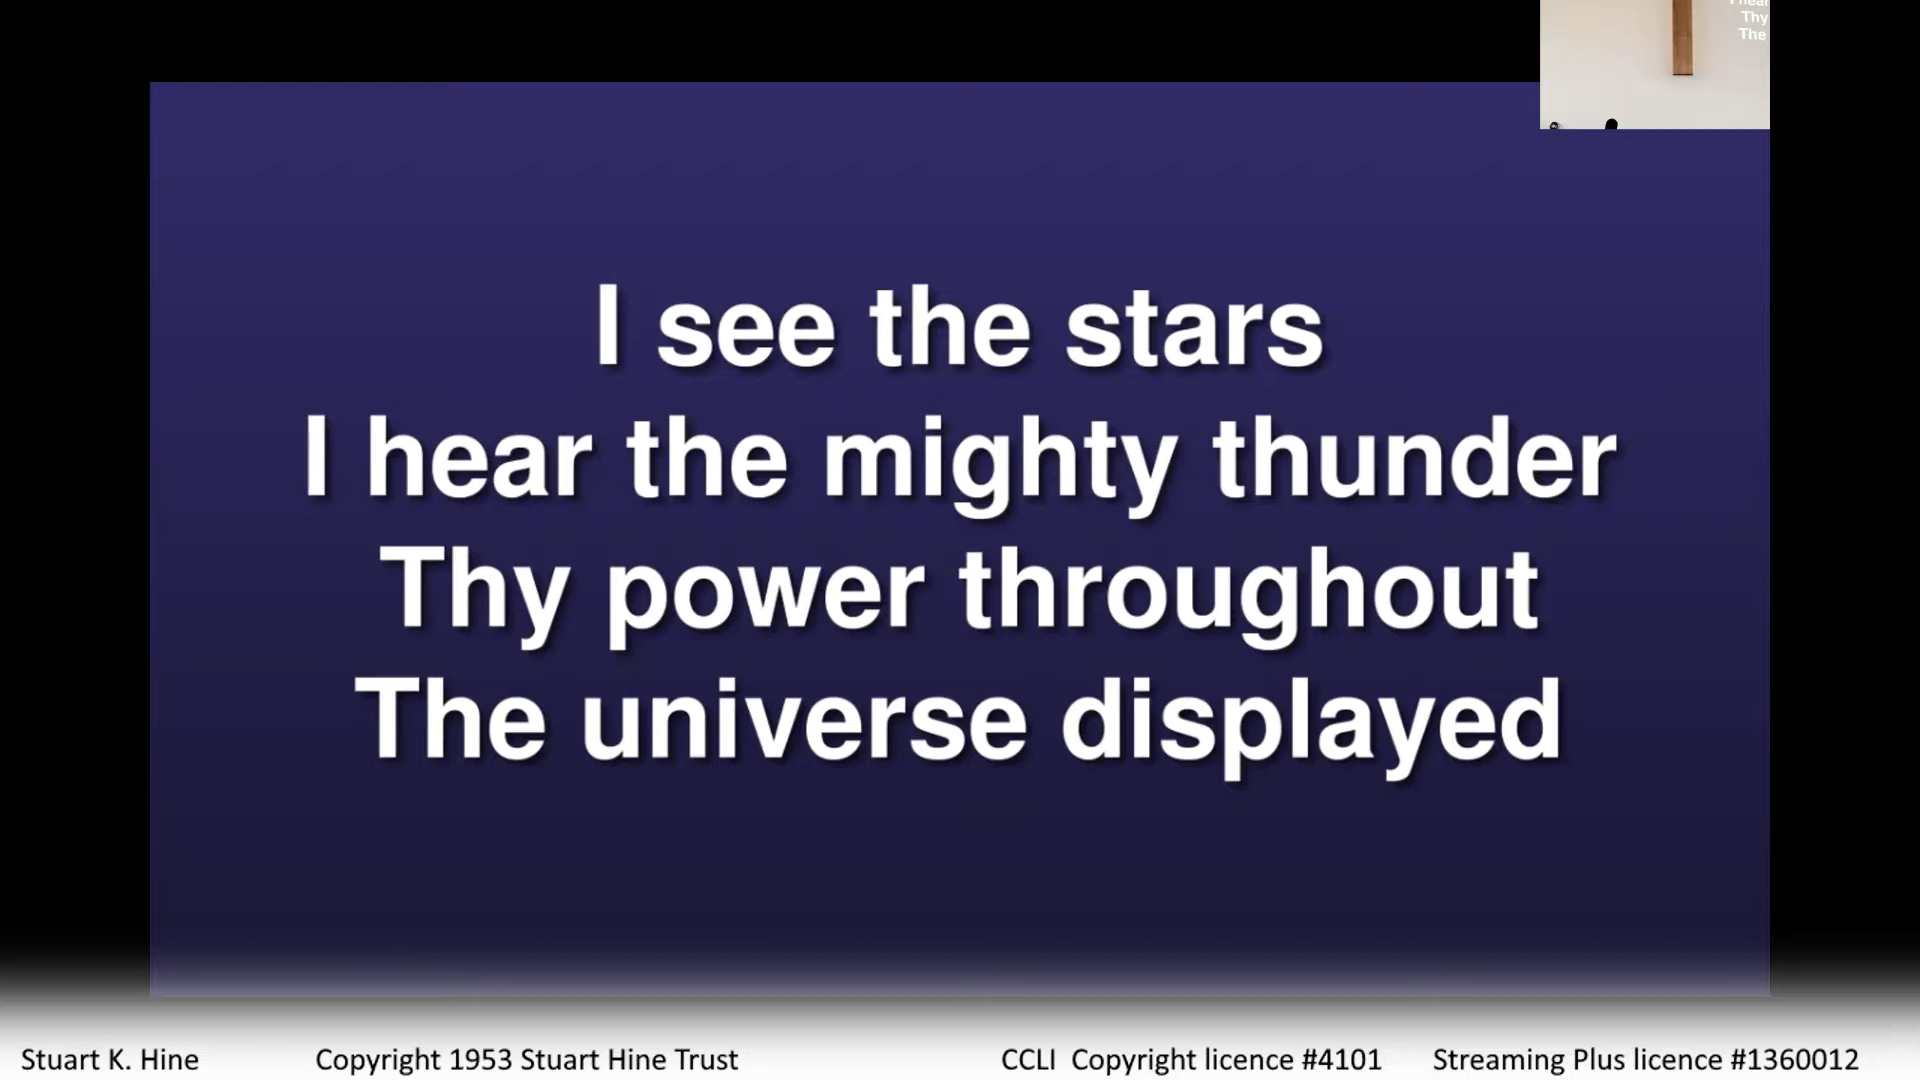 Thy
The
I see the stars
I hear the mighty thunder
Thy power throughout
The universe displayed
Stuart K. Hine Copyright 1953 Stuart Hine Trust CCLI Copyright licence #4101 Streaming Plus licence #1360012